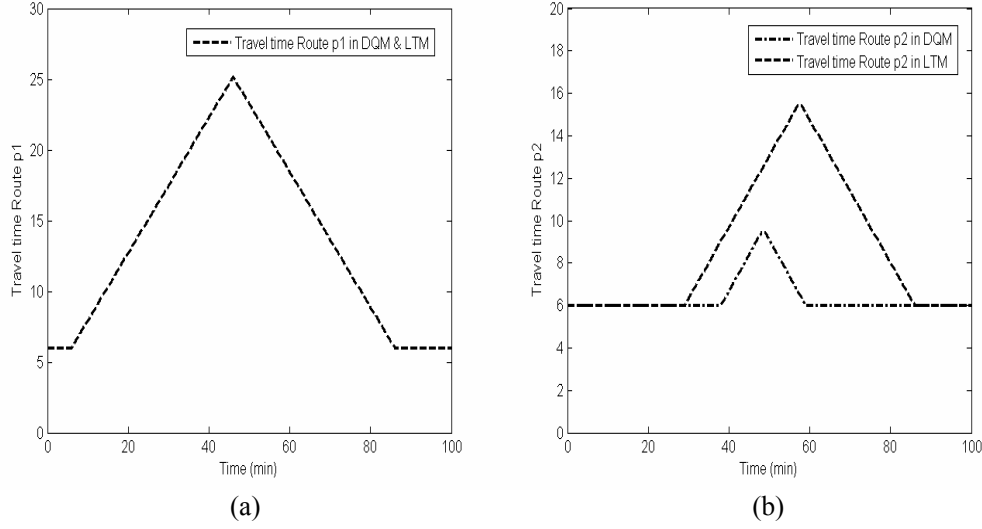 30
25
20
15
10
5
0
Travel time Route p1
Travel time Route p1 in DQM & LTM
0 20 40 60 80 100
Time (min)
(a)
20
18
16
14
12
10
8
6
4
2
0
Travel time Route p2
Travel time Route p2 in DQM
Travel time Route p2 in LTM
0 20 40 60 80 100
Time (min)
(b)